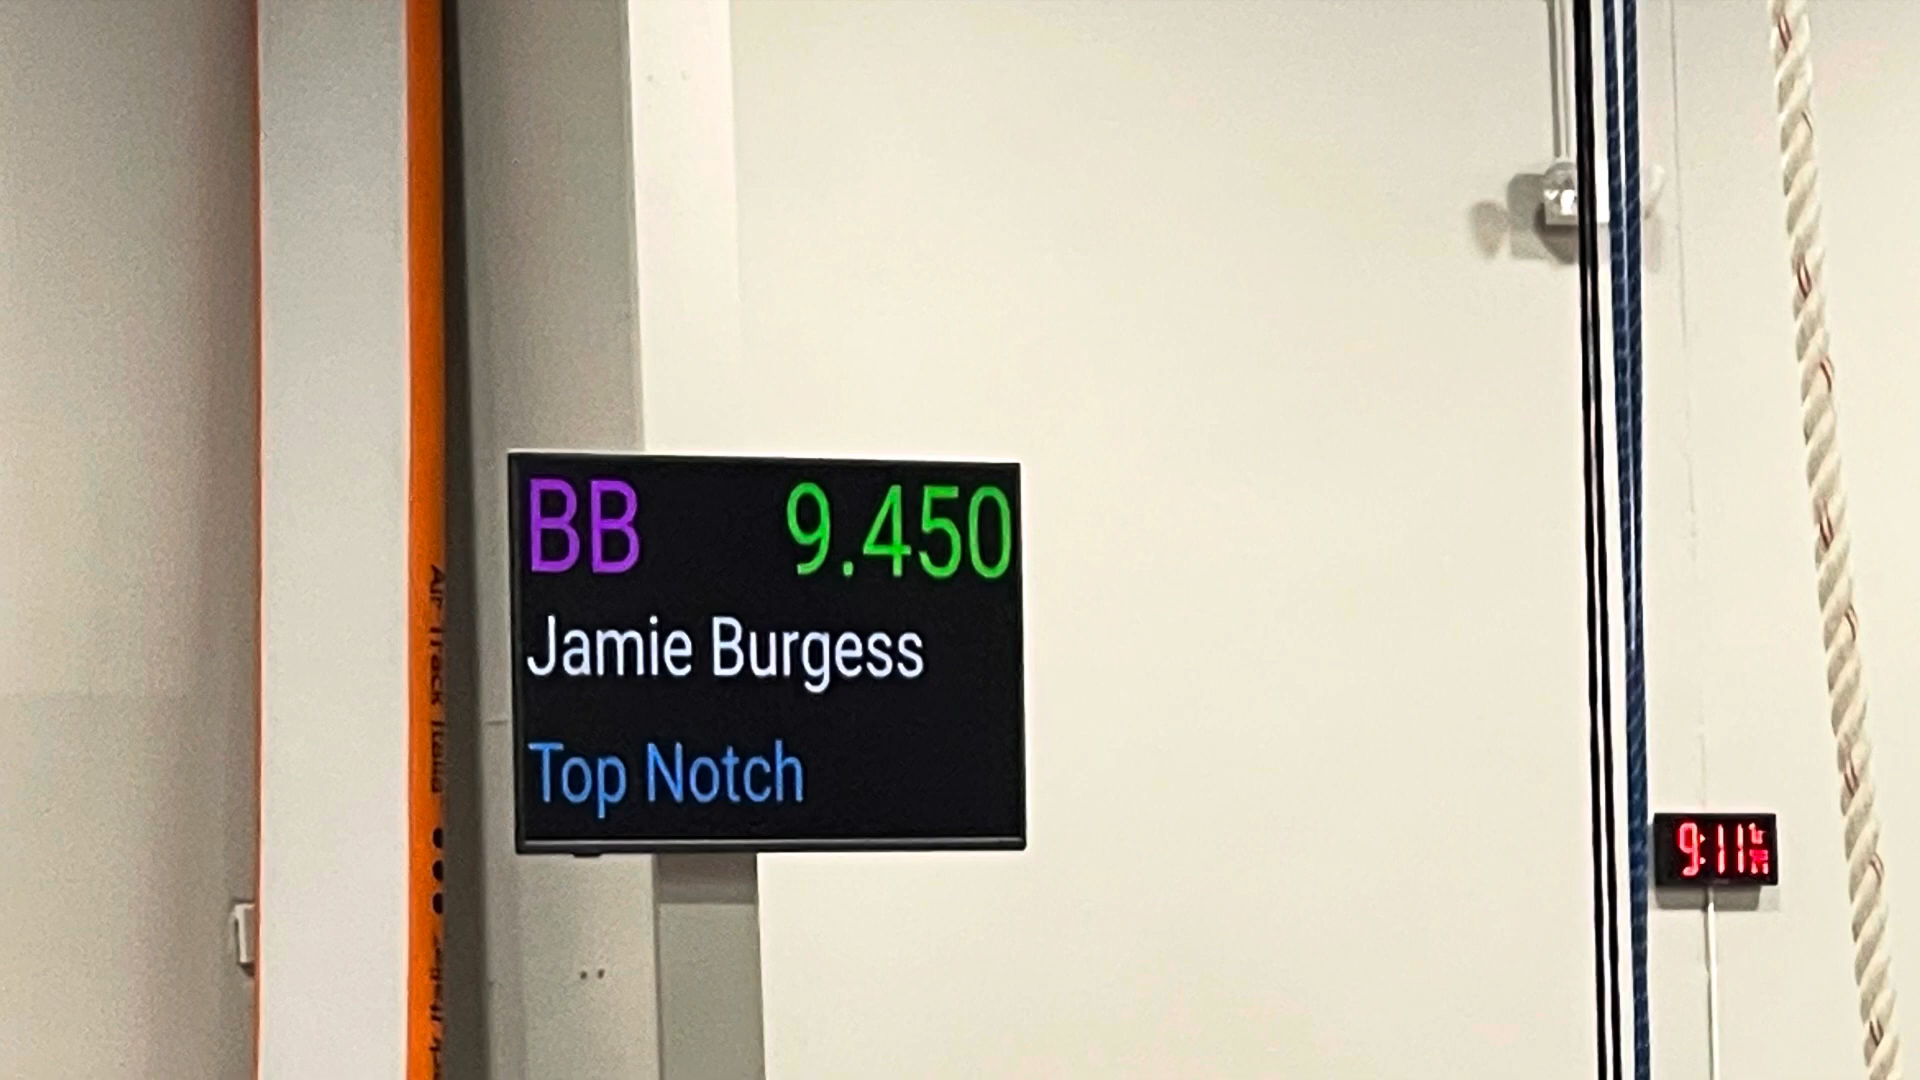 BB 9.450
Jamie Burgess
Top Notch
9:11
Air Track Italia